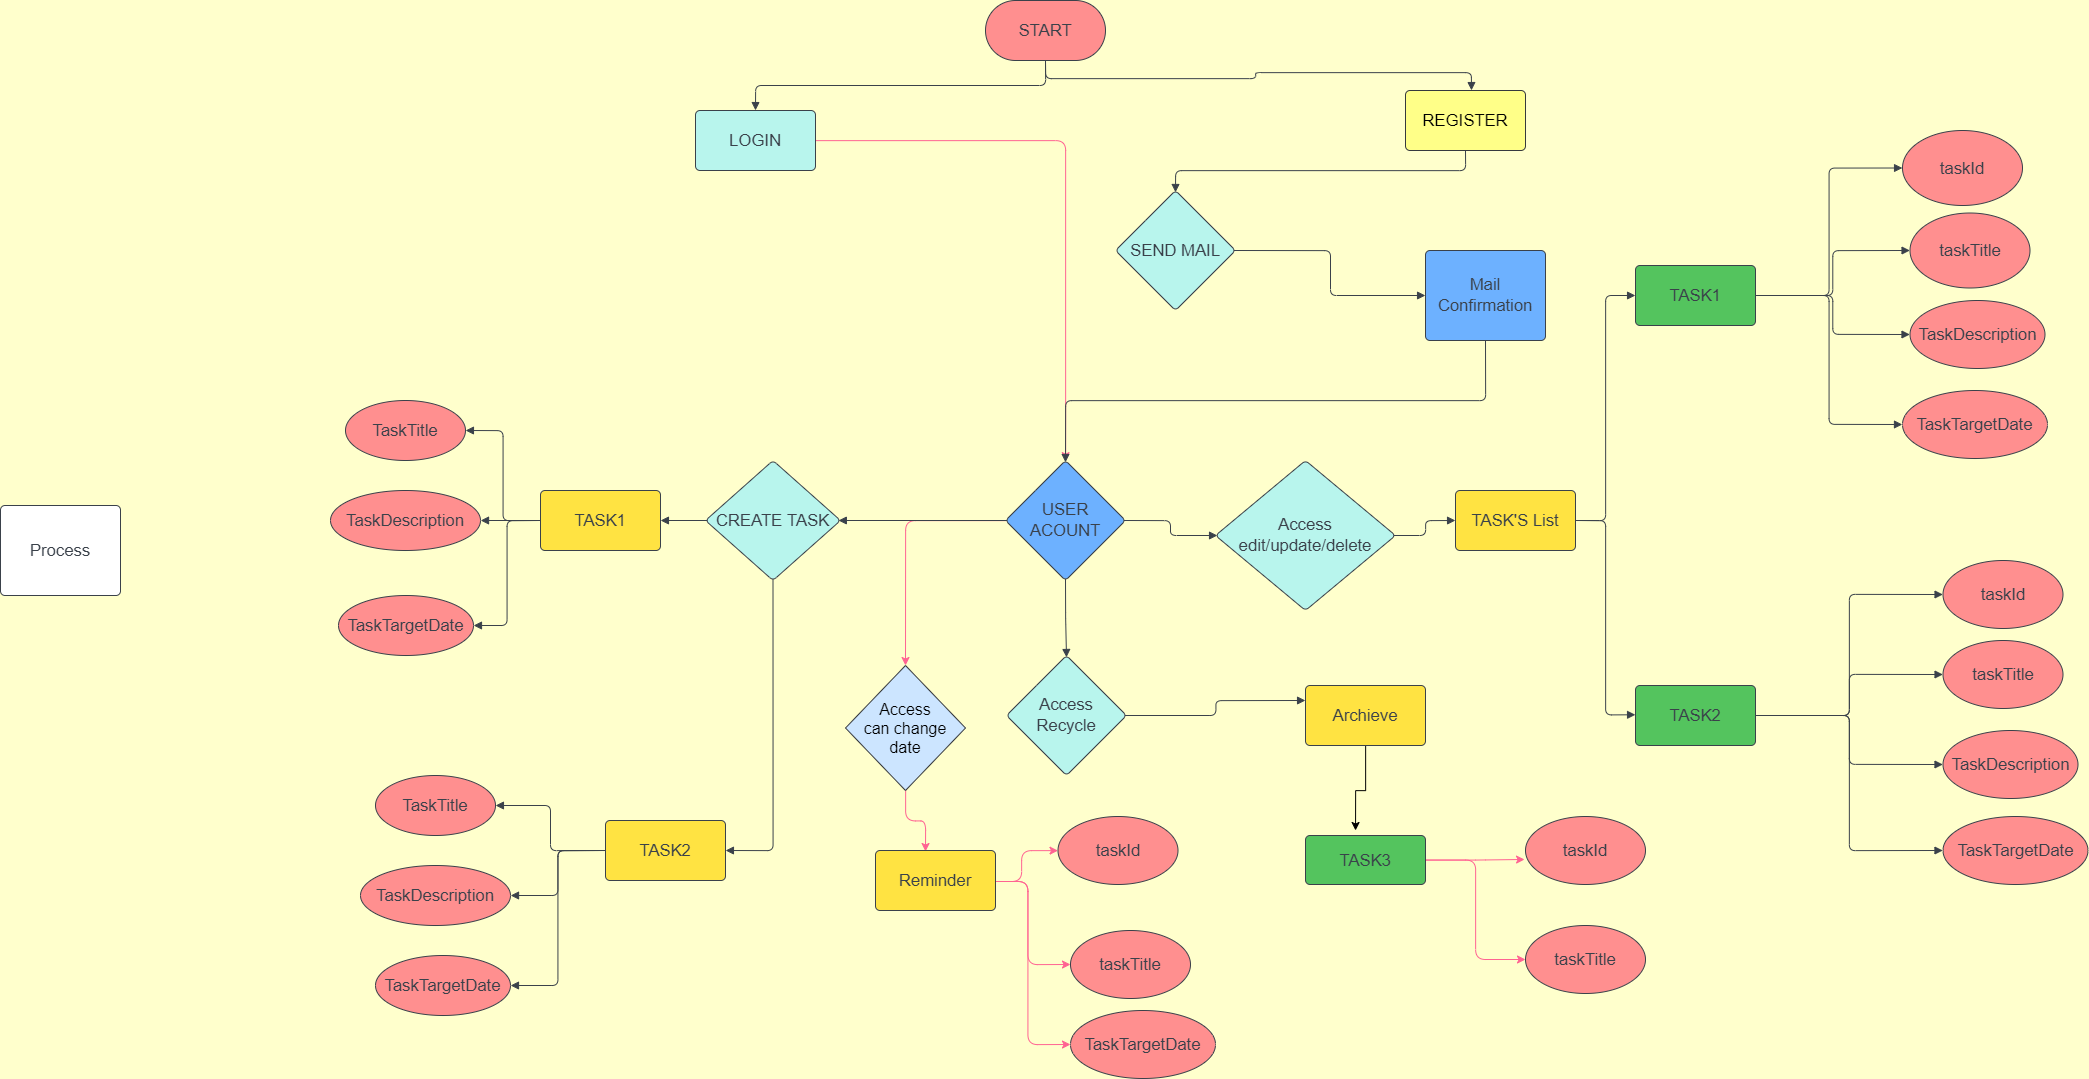 START
LOGIN
REGISTER
SEND MAIL
Mail
Confirmation
TASK1
taskId
taskTitle
TaskDescription
TaskTargetDate
TaskTitle
TaskDescription
TaskTargetDate
Process
TASK1
CREATE TASK
USER
ACOUNT
Access
edit/update/delete
TASK'S List
taskId
taskTitle
TaskDescription
TaskTargetDate
TASK2
Access
can change
date
Access
Recycle
Archieve
TaskTitle
TaskDescription
TaskTargetDate
TASK2
Reminder
taskId
taskTitle
TaskTargetDate
TASK3
taskId
taskTitle